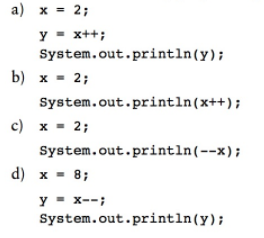 a) x = 2;
y = x++;
System.out.println(y);
b) x = 2;
System.out.println(x++);
c) x = 2;
System.out.println(--x);
d) x = 8;
y = x--;
System.out.println(y);